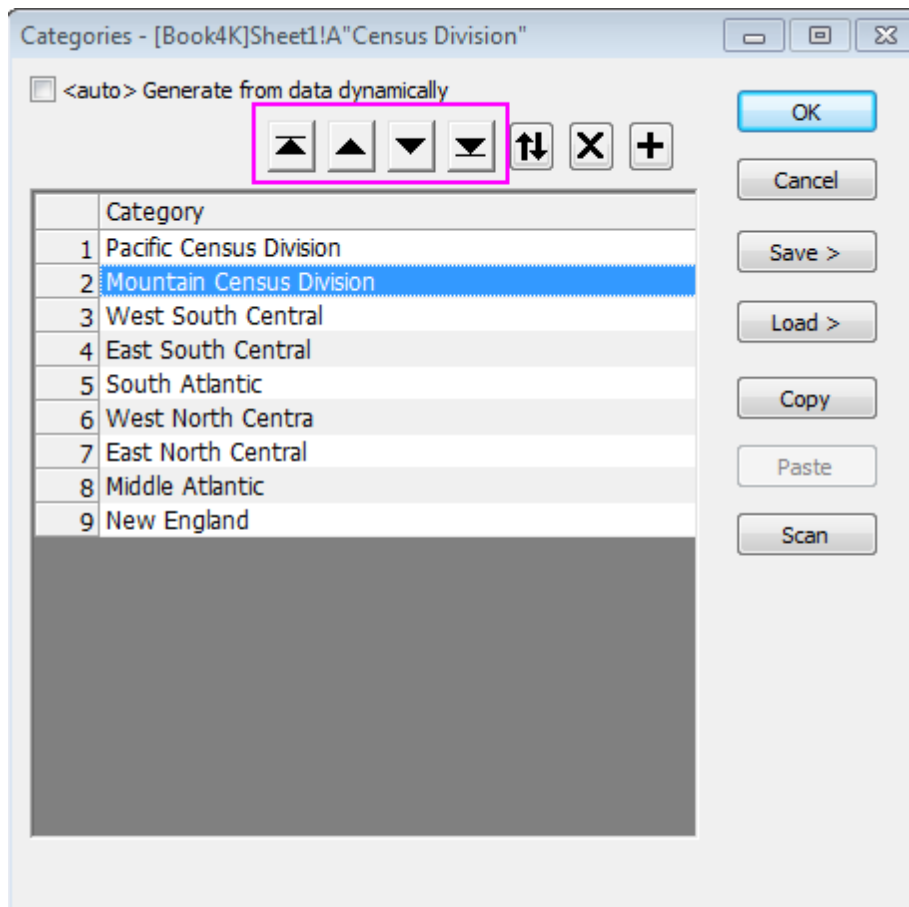 Categories - [Book4K]Sheet1!A"Census Division"
<auto> Generate from data dynamically
OK
Cancel
Save >
Load >
Copy
Paste
Scan
Category
1 Pacific Census Division
2 Mountain Census Division
3 West South Central
4 East South Central
5 South Atlantic
6 West North Centra
7 East North Central
8 Middle Atlantic
9 New England